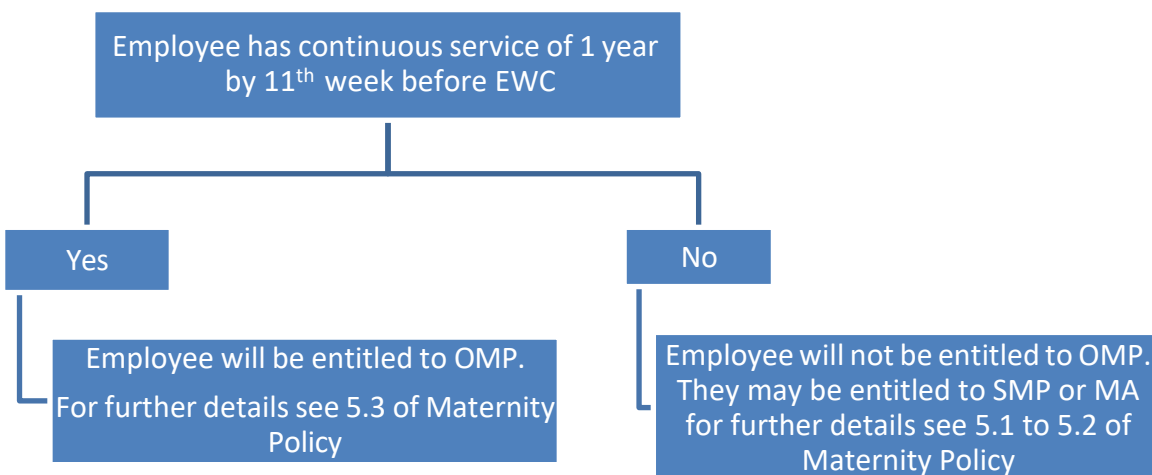 Employee has continuous service of 1 year
by 11th week before EWC
Yes
No
Employee will be entitled to OMP.
For further details see 5.3 of Maternity
Policy
Employee will not be entitled to OMP.
They may be entitled to SMP or MA
for further details see 5.1 to 5.2 of
Maternity Policy